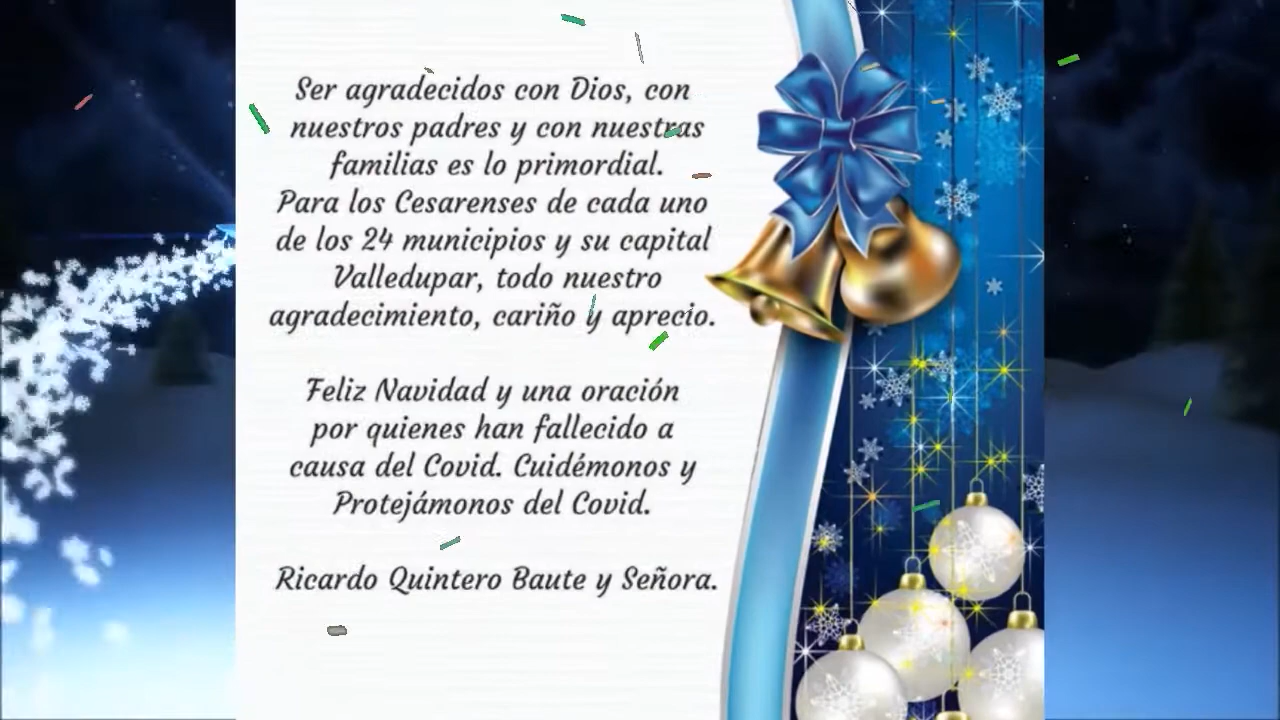 Ser agradecidos con Dios, con
nuestros padres y con nuestras
familias es lo primordial.
Para los Cesarenses de cada uno
de los 24 municipios y su capital
Valledupar, todo nuestro
agradecimiento, cariño y aprecio.
Feliz Navidad y una oración
por quienes han fallecido a
causa del Covid. Cuidémonos y
Protejámonos del Covid.
Ricardo Quintero Baute y Señora.